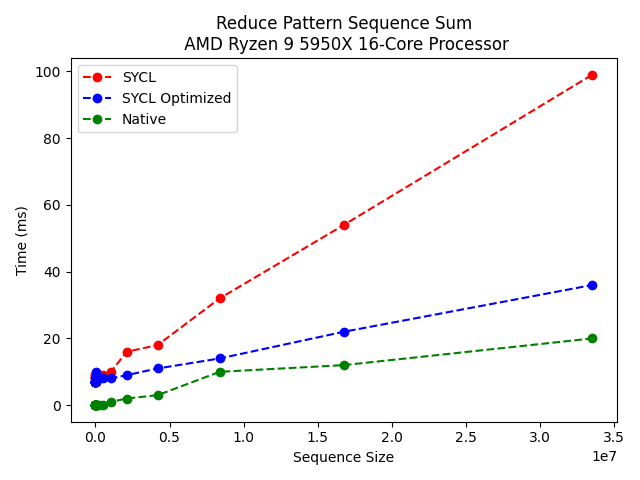 Reduce Pattern Sequence Sum
AMD Ryzen 9 5950X 16-Core Processor
SYCL
SYCL Optimized
Native
Time (ms)
100
80
60
40
20
0
0.0 0.5 1.0 1.5 2.0 2.5 3.0 3.5
1e7
Sequence Size